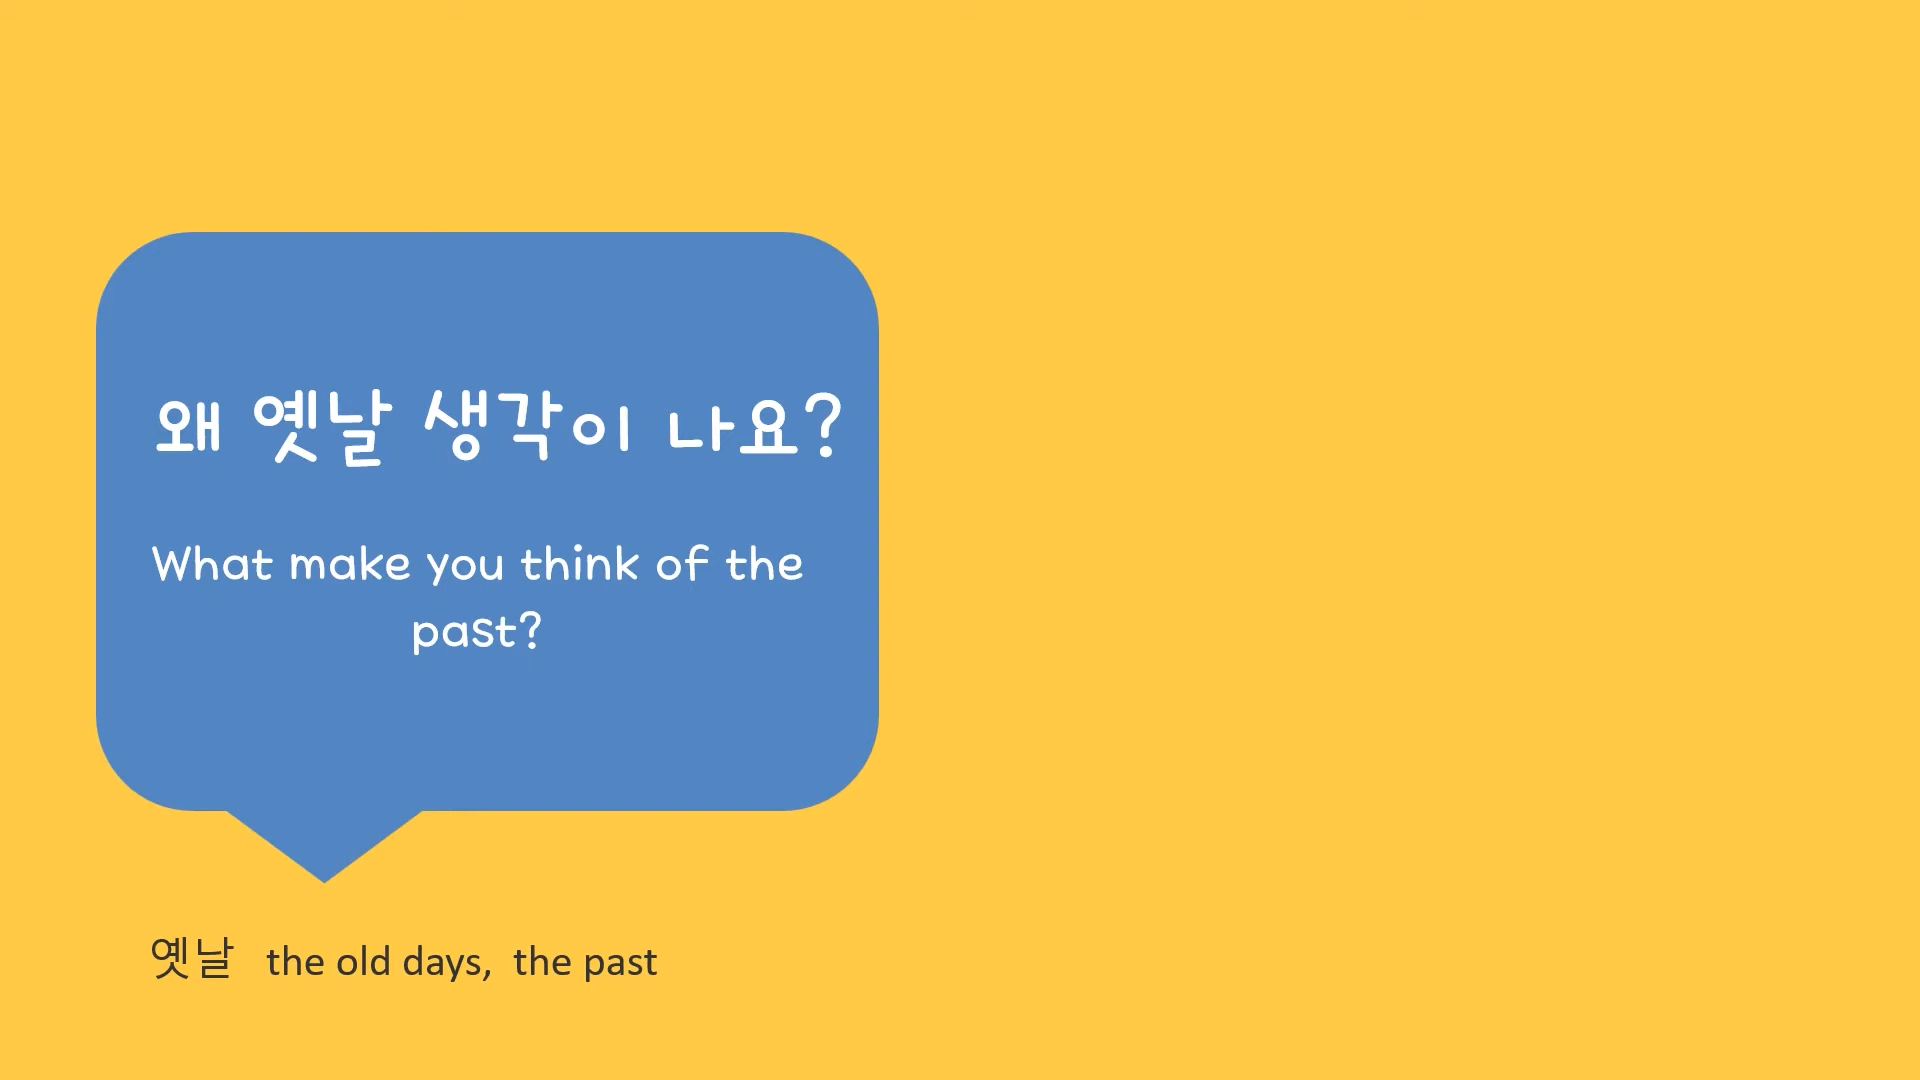 왜 옛날 생각이 나요?
What make you think of the
past?
옛날 the old days, the past